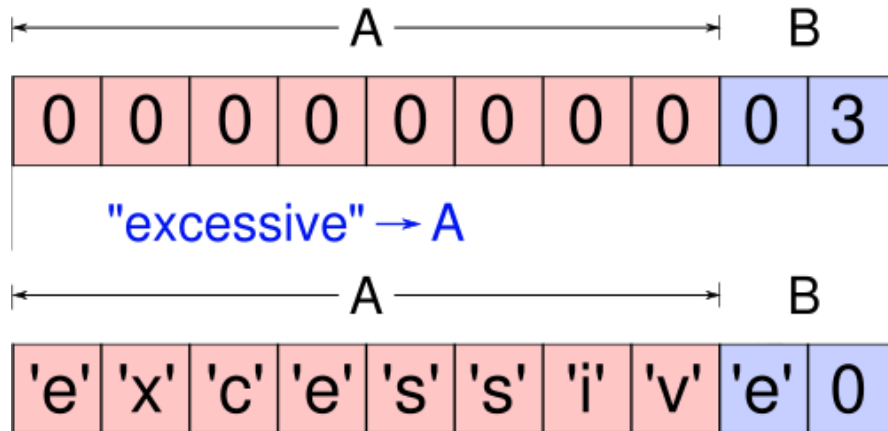 A B
0 0 0 0 0 0 0 0 0 3
"excessive" → A
A B
'e' 'x' 'c' 'e' 's' 's' 'i' 'v' 'e' 0